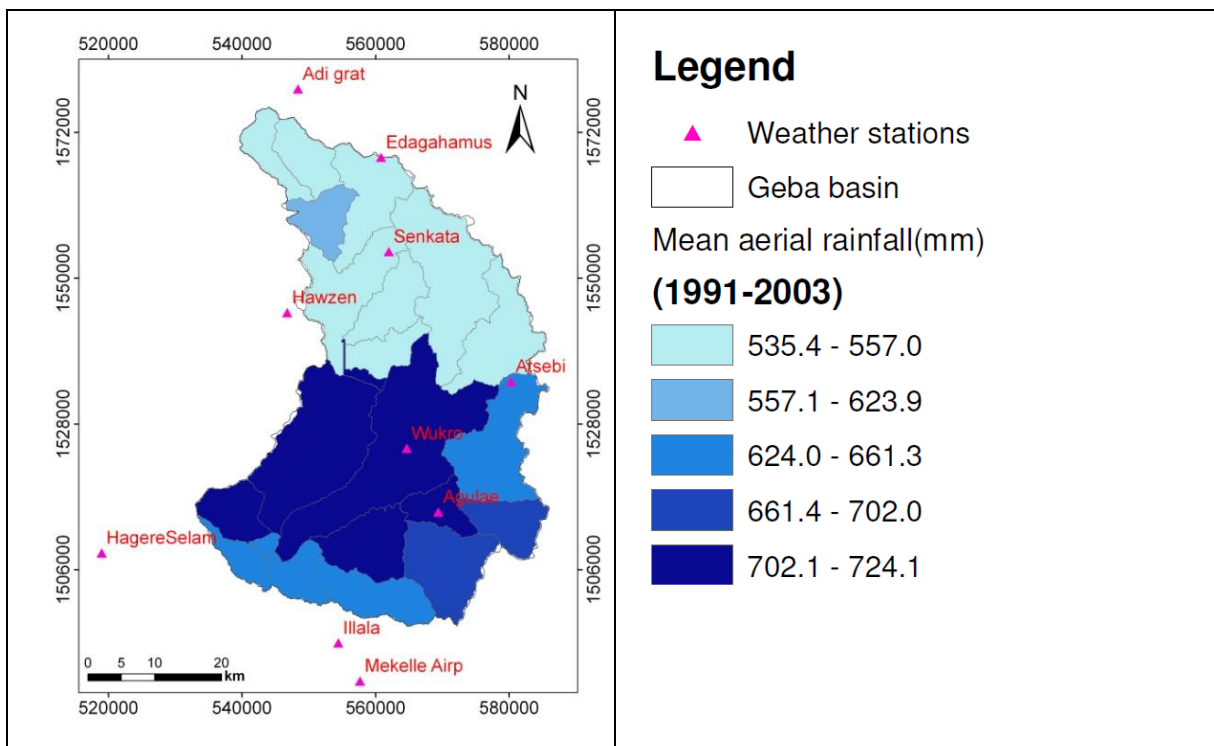 520000 540000 560000 580000
Adi grat
N
1572000 1572000
Edagahamus
Senkata
1550000 1550000
Hawzen
Atsebi
1528000 1528000
Wukro
Agulae
HagereSelam
1506000 1506000
Illala
0 5 10 20
km
Mekelle Airp
520000 540000 560000 580000
Legend
Weather stations
Geba basin
Mean aerial rainfall(mm)
(1991-2003)
535.4 - 557.0
557.1 - 623.9
624.0 - 661.3
661.4 - 702.0
702.1 - 724.1